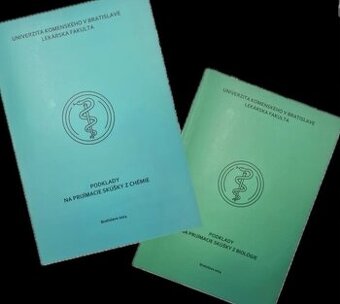 UNIVERZITA KOMENSKÉHO V BRATISLAVE
LEKÁRSKA FAKULTA
PODKLADY
NA PRIJÍMACIE SKÚŠKY Z CHÉMIE
Bratislava
UNIVERZITA KOMENSKÉHO V BRATISLAVE
LEKÁRSKA FAKULTA
PODKLADY
NA PRIJÍMACIE SKÚŠKY Z BIOLÓGIE
Bratislava